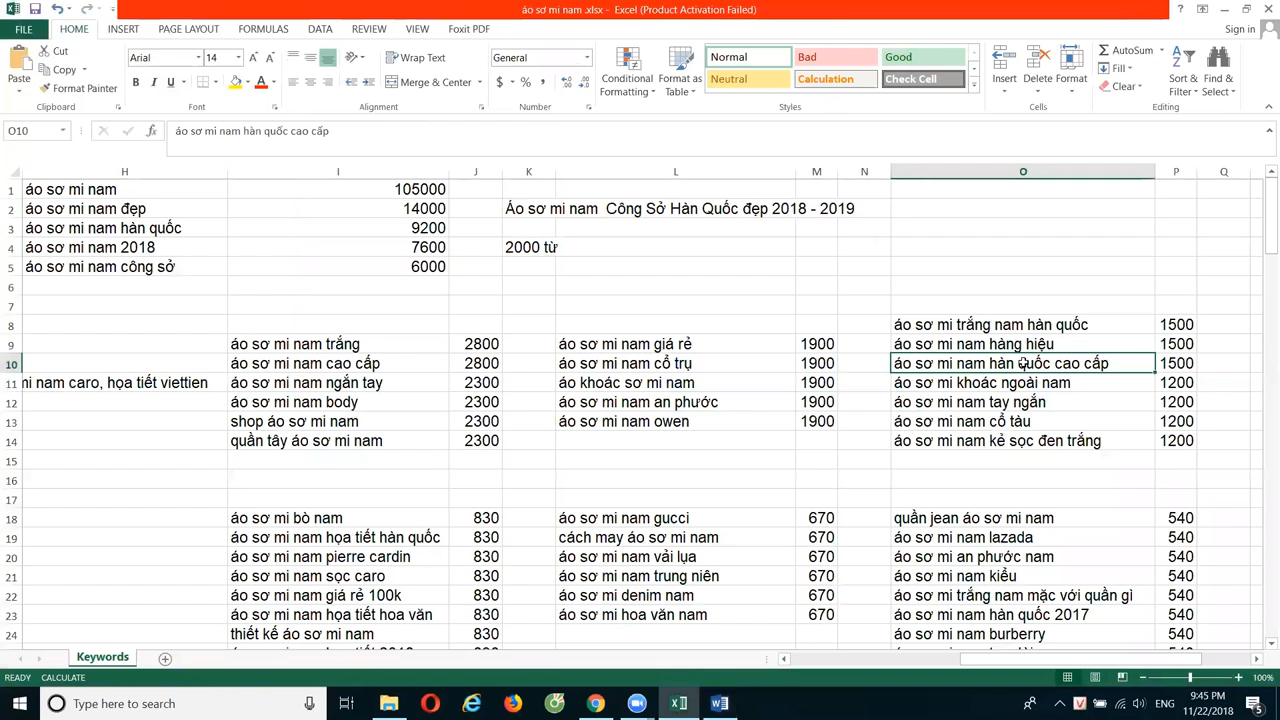 áo sơ mi nam .xlsx - Excel (Product Activation Failed)
FILE HOME INSERT PAGE LAYOUT FORMULAS DATA REVIEW VIEW Foxit PDF Sign in
Paste Cut Copy Format Painter Clipboard
Arial 14 B I U Font
Wrap Text Merge & Center Alignment
General $ % , Number
Conditional Formatting Format as Table Normal Bad Good Neutral Calculation Check Cell Styles
Insert Delete Format Cells
AutoSum Fill Clear Sort & Filter Find & Select Editing
O10 fx áo sơ mi nam hàn quốc cao cấp
H I J K L M N O P Q
1 áo sơ mi nam 105000
2 áo sơ mi nam đẹp 14000 Áo sơ mi nam Công Sở Hàn Quốc đẹp 2018 - 2019
3 áo sơ mi nam hàn quốc 9200
4 áo sơ mi nam 2018 7600 2000 từ
5 áo sơ mi nam công sở 6000
6
7
8 áo sơ mi trắng nam hàn quốc 1500
9 áo sơ mi nam trắng 2800 áo sơ mi nam giá rẻ 1900 áo sơ mi nam hàng hiệu 1500
10 áo sơ mi nam cao cấp 2800 áo sơ mi nam cổ trụ 1900 áo sơ mi nam hàn quốc cao cấp 1500
11 mi nam caro, họa tiết viettien áo sơ mi nam ngắn tay 2300 áo khoác sơ mi nam 1900 áo sơ mi khoác ngoài nam 1200
12 áo sơ mi nam body 2300 áo sơ mi nam an phước 1900 áo sơ mi nam tay ngắn 1200
13 shop áo sơ mi nam 2300 áo sơ mi nam owen 1900 áo sơ mi nam cổ tàu 1200
14 quần tây áo sơ mi nam 2300 áo sơ mi nam kẻ sọc đen trắng 1200
15
16
17
18 áo sơ mi bò nam 830 áo sơ mi nam gucci 670 quần jean áo sơ mi nam 540
19 áo sơ mi nam họa tiết hàn quốc 830 cách may áo sơ mi nam 670 áo sơ mi nam lazada 540
20 áo sơ mi nam pierre cardin 830 áo sơ mi nam vải lụa 670 áo sơ mi an phước nam 540
21 áo sơ mi nam sọc caro 830 áo sơ mi nam trung niên 670 áo sơ mi nam kiểu 540
22 áo sơ mi nam giá rẻ 100k 830 áo sơ mi denim nam 670 áo sơ mi trắng nam mặc với quần gì 540
23 áo sơ mi nam họa tiết hoa văn 830 áo sơ mi hoa văn nam 670 áo sơ mi nam hàn quốc 2017 540
24 thiết kế áo sơ mi nam 830 áo sơ mi nam burberry 540
Keywords
READY CALCULATE 100%
Type here to search ENG 9:45 PM
11/22/2018